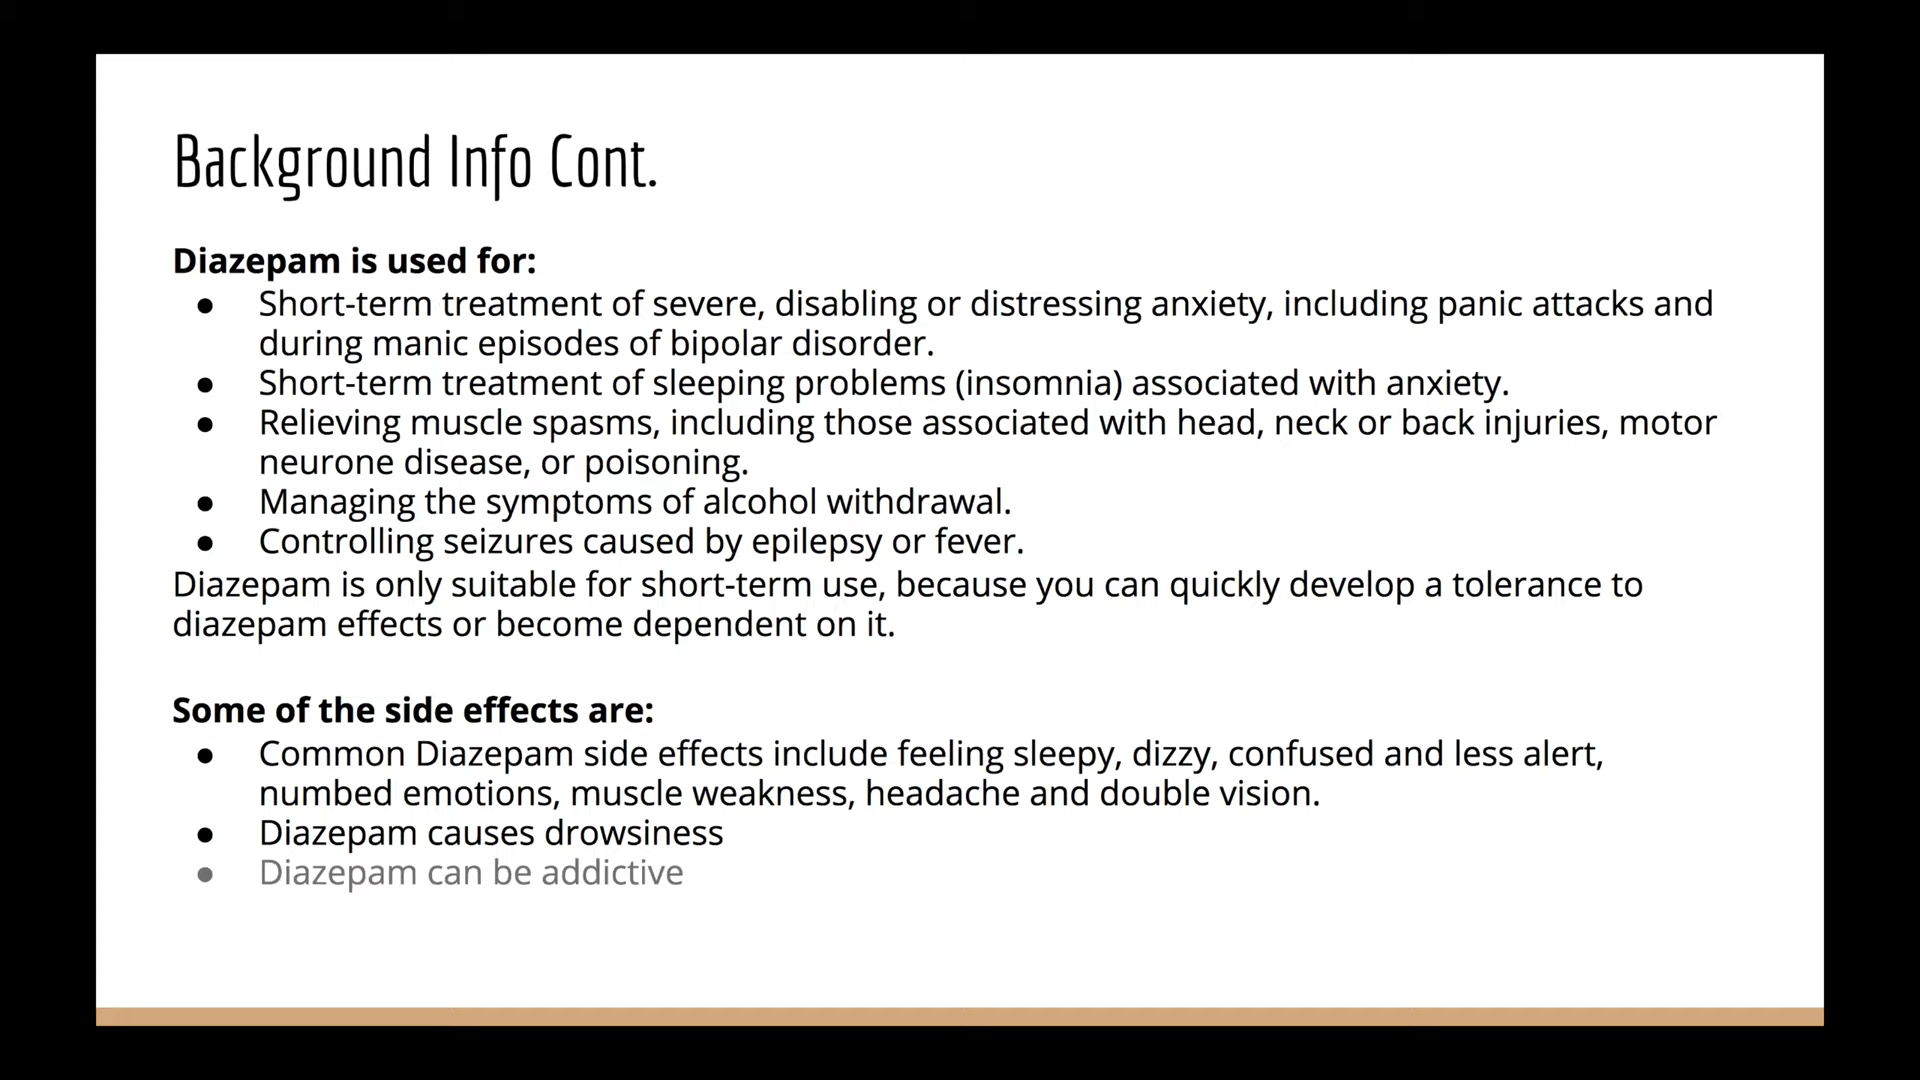 Background Info Cont.
Diazepam is used for:
● Short-term treatment of severe, disabling or distressing anxiety, including panic attacks and
during manic episodes of bipolar disorder.
● Short-term treatment of sleeping problems (insomnia) associated with anxiety.
● Relieving muscle spasms, including those associated with head, neck or back injuries, motor
neurone disease, or poisoning.
● Managing the symptoms of alcohol withdrawal.
● Controlling seizures caused by epilepsy or fever.
Diazepam is only suitable for short-term use, because you can quickly develop a tolerance to
diazepam effects or become dependent on it.
Some of the side effects are:
● Common Diazepam side effects include feeling sleepy, dizzy, confused and less alert,
numbed emotions, muscle weakness, headache and double vision.
● Diazepam causes drowsiness
● Diazepam can be addictive